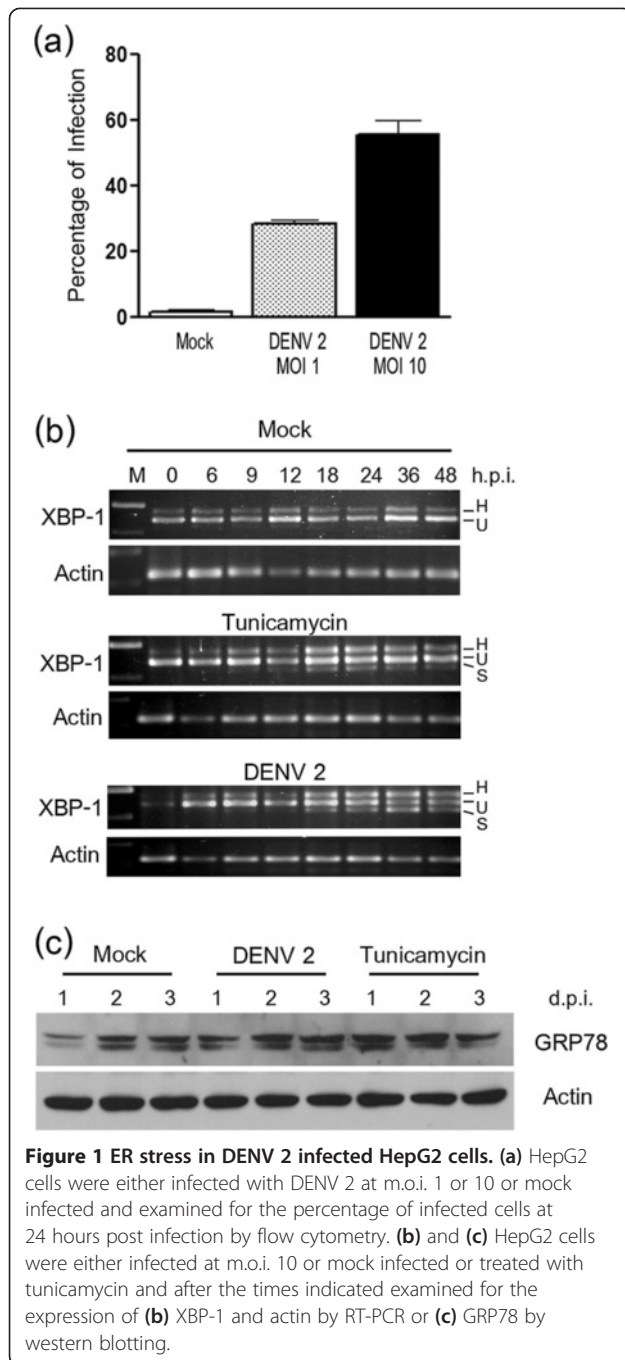 (a)
80
60
40
20
0
Percentage of Infection
Mock
DENV 2
MOI 1
DENV 2
MOI 10
(b)
Mock
M 0 6 9 12 18 24 36 48 h.p.i.
XBP-1
H
U
Actin
Tunicamycin
XBP-1
H
U
S
Actin
DENV 2
XBP-1
H
U
S
Actin
(c)
Mock DENV 2 Tunicamycin
1 2 3 1 2 3 1 2 3 d.p.i.
GRP78
Actin
Figure 1 ER stress in DENV 2 infected HepG2 cells. (a) HepG2
cells were either infected with DENV 2 at m.o.i. 1 or 10 or mock
infected and examined for the percentage of infected cells at
24 hours post infection by flow cytometry. (b) and (c) HepG2 cells
were either infected at m.o.i. 10 or mock infected or treated with
tunicamycin and after the times indicated examined for the
expression of (b) XBP-1 and actin by RT-PCR or (c) GRP78 by
western blotting.